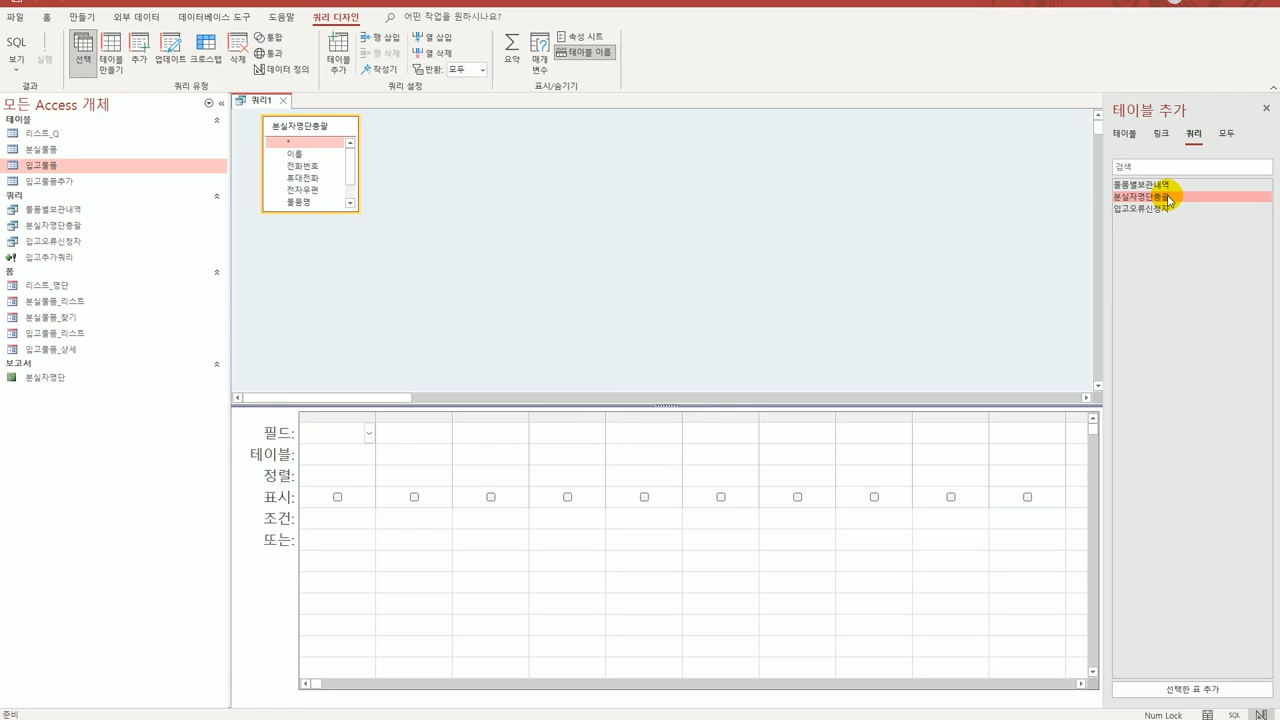 파일 홈 만들기 외부 데이터 데이터베이스 도구 도움말 쿼리 디자인 어떤 작업을 원하시나요?
SQL 보기
실행
결과
선택
테이블 만들기
추가
업데이트
크로스탭
삭제
통합
통과
데이터 정의
쿼리 유형
테이블 추가
행 삽입
행 삭제
작성기
열 삽입
열 삭제
반환: 모두
쿼리 설정
요약
매개 변수
속성 시트
테이블 이름
표시/숨기기
모든 Access 개체
테이블
리스트_Q
분실물품
입고물품
입고물품추가
쿼리
물품별보관내역
분실자명단총괄
입고오류신청자
입고추가쿼리
폼
리스트_명단
분실물품_리스트
분실물품_찾기
입고물품_리스트
입고물품_상세
보고서
분실자명단
쿼리1
분실자명단총괄
*
이름
전화번호
휴대전화
전자우편
물품명
필드:
테이블:
정렬:
표시:
조건:
또는:
테이블 추가
테이블 링크 쿼리 모두
검색
물품별보관내역
분실자명단총괄
입고오류신청자
선택한 표 추가
준비
Num Lock
SQL